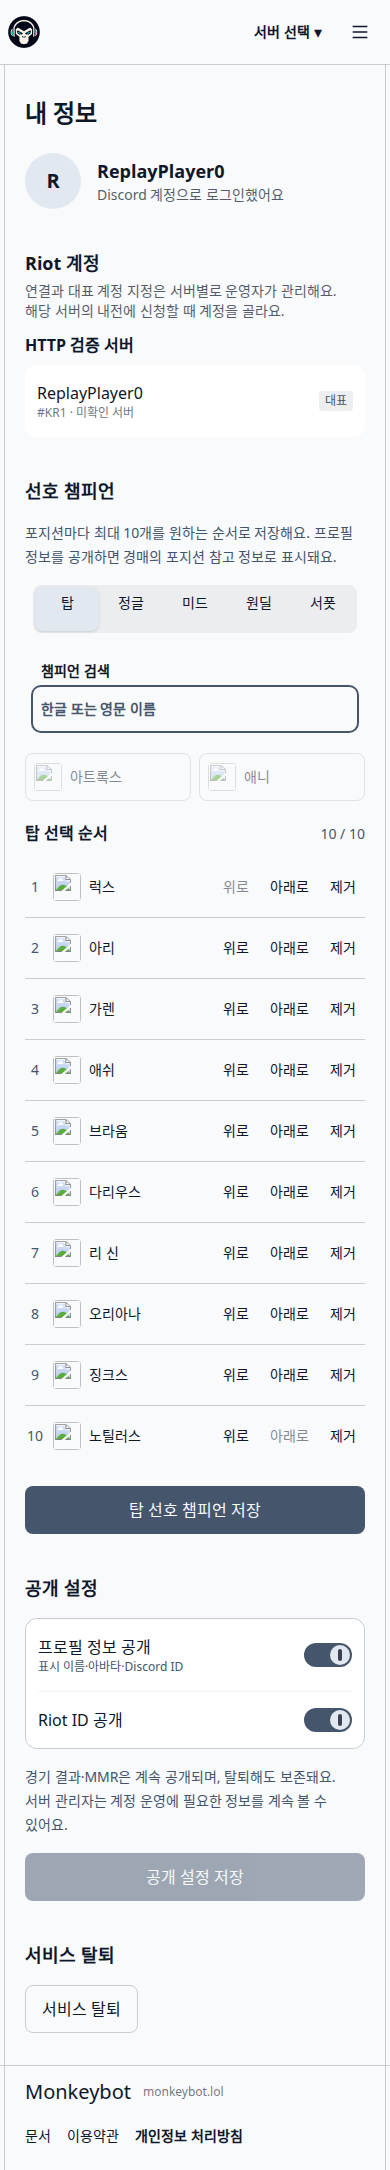 서버 선택 ▾
내 정보
R
ReplayPlayer0
Discord 계정으로 로그인했어요
Riot 계정
연결과 대표 계정 지정은 서버별로 운영자가 관리해요.
해당 서버의 내전에 신청할 때 계정을 골라요.
HTTP 검증 서버
ReplayPlayer0
#KR1 · 미확인 서버
대표
선호 챔피언
포지션마다 최대 10개를 원하는 순서로 저장해요. 프로필
정보를 공개하면 경매의 포지션 참고 정보로 표시돼요.
탑 정글 미드 원딜 서폿
챔피언 검색
한글 또는 영문 이름
아트록스 애니
탑 선택 순서 10 / 10
1 럭스 위로 아래로 제거
2 아리 위로 아래로 제거
3 가렌 위로 아래로 제거
4 애쉬 위로 아래로 제거
5 브라움 위로 아래로 제거
6 다리우스 위로 아래로 제거
7 리 신 위로 아래로 제거
8 오리아나 위로 아래로 제거
9 징크스 위로 아래로 제거
10 노틸러스 위로 아래로 제거
탑 선호 챔피언 저장
공개 설정
프로필 정보 공개
표시 이름·아바타·Discord ID
Riot ID 공개
경기 결과·MMR은 계속 공개되며, 탈퇴해도 보존돼요.
서버 관리자는 계정 운영에 필요한 정보를 계속 볼 수
있어요.
공개 설정 저장
서비스 탈퇴
서비스 탈퇴
Monkeybot monkeybot.lol
문서 이용약관 개인정보 처리방침